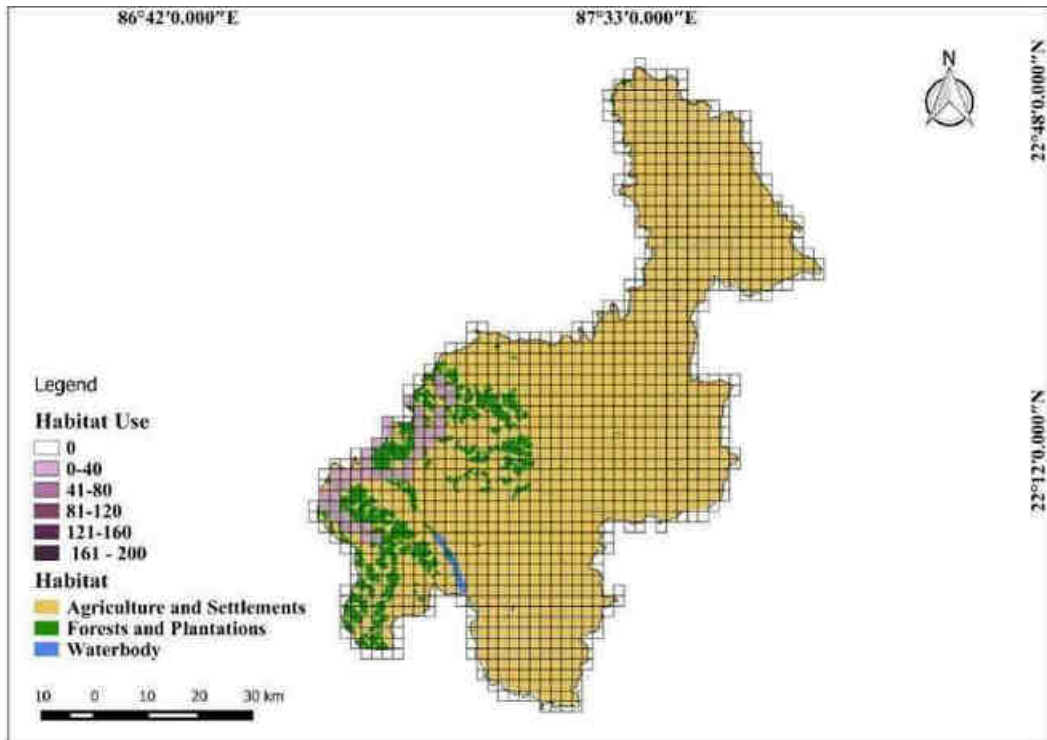 86°42'0.000"E
87°33'0.000"E
N
22°48'0.000"N
22°12'0.000"N
Legend
Habitat Use
0
0-40
41-80
81-120
121-160
161 - 200
Habitat
Agriculture and Settlements
Forests and Plantations
Waterbody
10 0 10 20 30 km